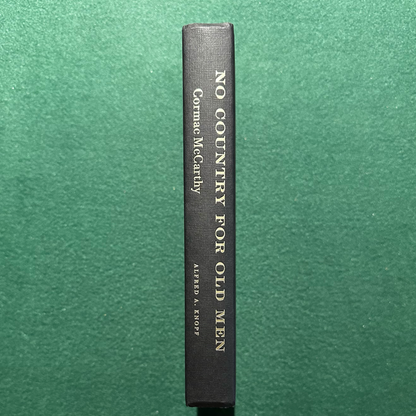 NO COUNTRY FOR OLD MEN
Cormac McCarthy
ALFRED A. KNOPF